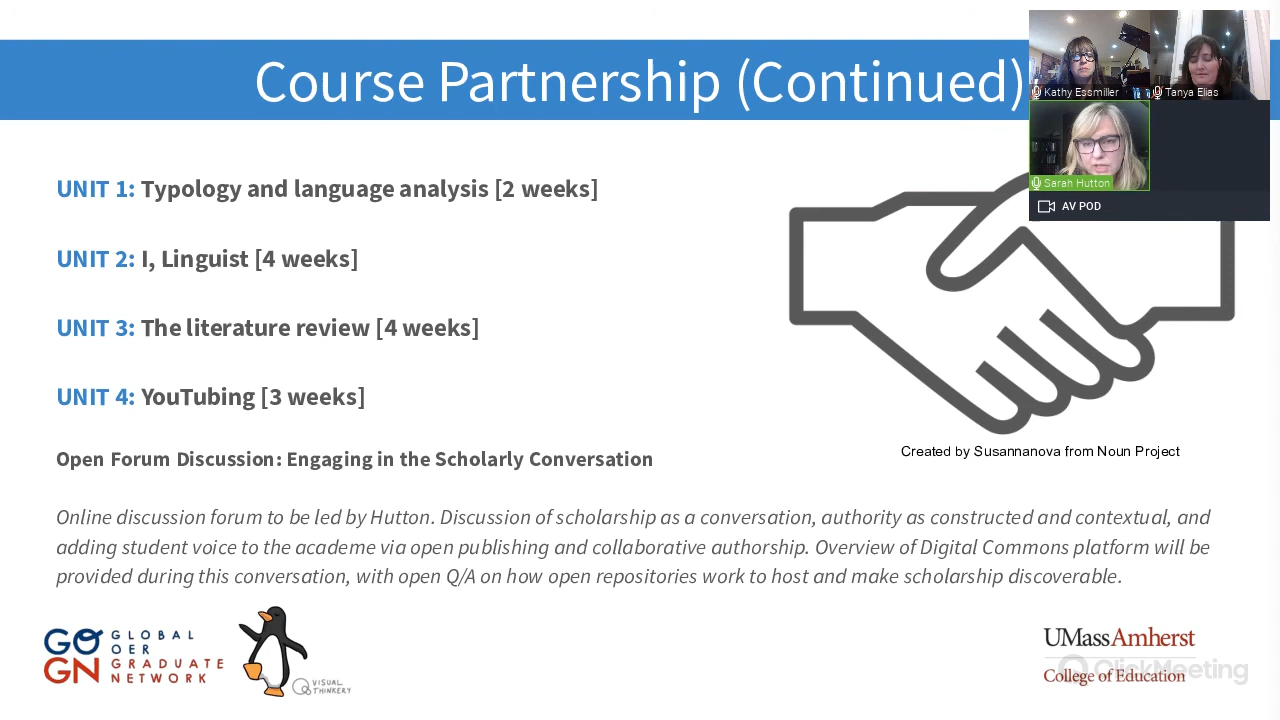 Course Partnership (Continued)
Kathy Essmiller
Tanya Elias
Sarah Hutton
AV POD
UNIT 1: Typology and language analysis [2 weeks]
UNIT 2: I, Linguist [4 weeks]
UNIT 3: The literature review [4 weeks]
UNIT 4: YouTubing [3 weeks]
Created by Susannanova from Noun Project
Open Forum Discussion: Engaging in the Scholarly Conversation
Online discussion forum to be led by Hutton. Discussion of scholarship as a conversation, authority as constructed and contextual, and
adding student voice to the academe via open publishing and collaborative authorship. Overview of Digital Commons platform will be
provided during this conversation, with open Q/A on how open repositories work to host and make scholarship discoverable.
GO GLOBAL
OER
GN GRADUATE
NETWORK
VISUAL
THINKERY
UMassAmherst
College of Education
ClickMeeting